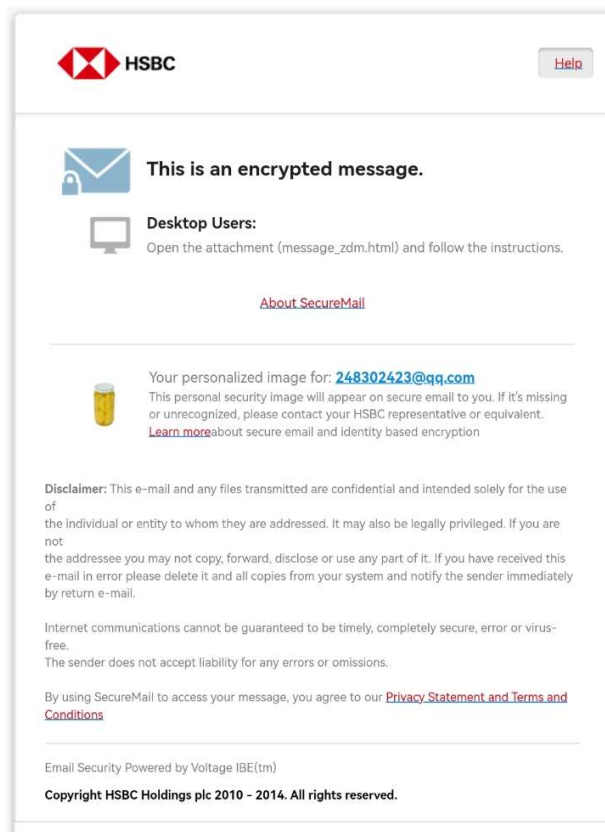 HSBC
Help
This is an encrypted message.
Desktop Users:
Open the attachment (message_zdm.html) and follow the instructions.
About SecureMail
Your personalized image for: 248302423@qq.com
This personal security image will appear on secure email to you. If it's missing
or unrecognized, please contact your HSBC representative or equivalent.
Learn moreabout secure email and identity based encryption
Disclaimer: This e-mail and any files transmitted are confidential and intended solely for the use
of
the individual or entity to whom they are addressed. It may also be legally privileged. If you are
not
the addressee you may not copy, forward, disclose or use any part of it. If you have received this
e-mail in error please delete it and all copies from your system and notify the sender immediately
by return e-mail.
Internet communications cannot be guaranteed to be timely, completely secure, error or virus-
free.
The sender does not accept liability for any errors or omissions.
By using SecureMail to access your message, you agree to our Privacy Statement and Terms and
Conditions
Email Security Powered by Voltage IBE(tm)
Copyright HSBC Holdings plc 2010 - 2014. All rights reserved.